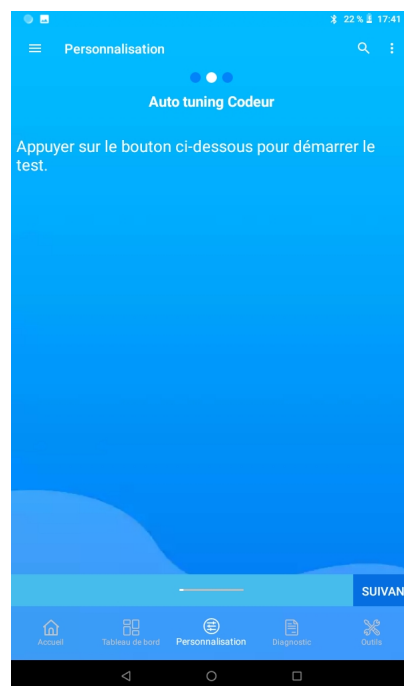 22 % 17:41
Personnalisation
Auto tuning Codeur
Appuyer sur le bouton ci-dessous pour démarrer le
test.
SUIVAN
Accueil
Tableau de bord
Personnalisation
Diagnostic
Outils